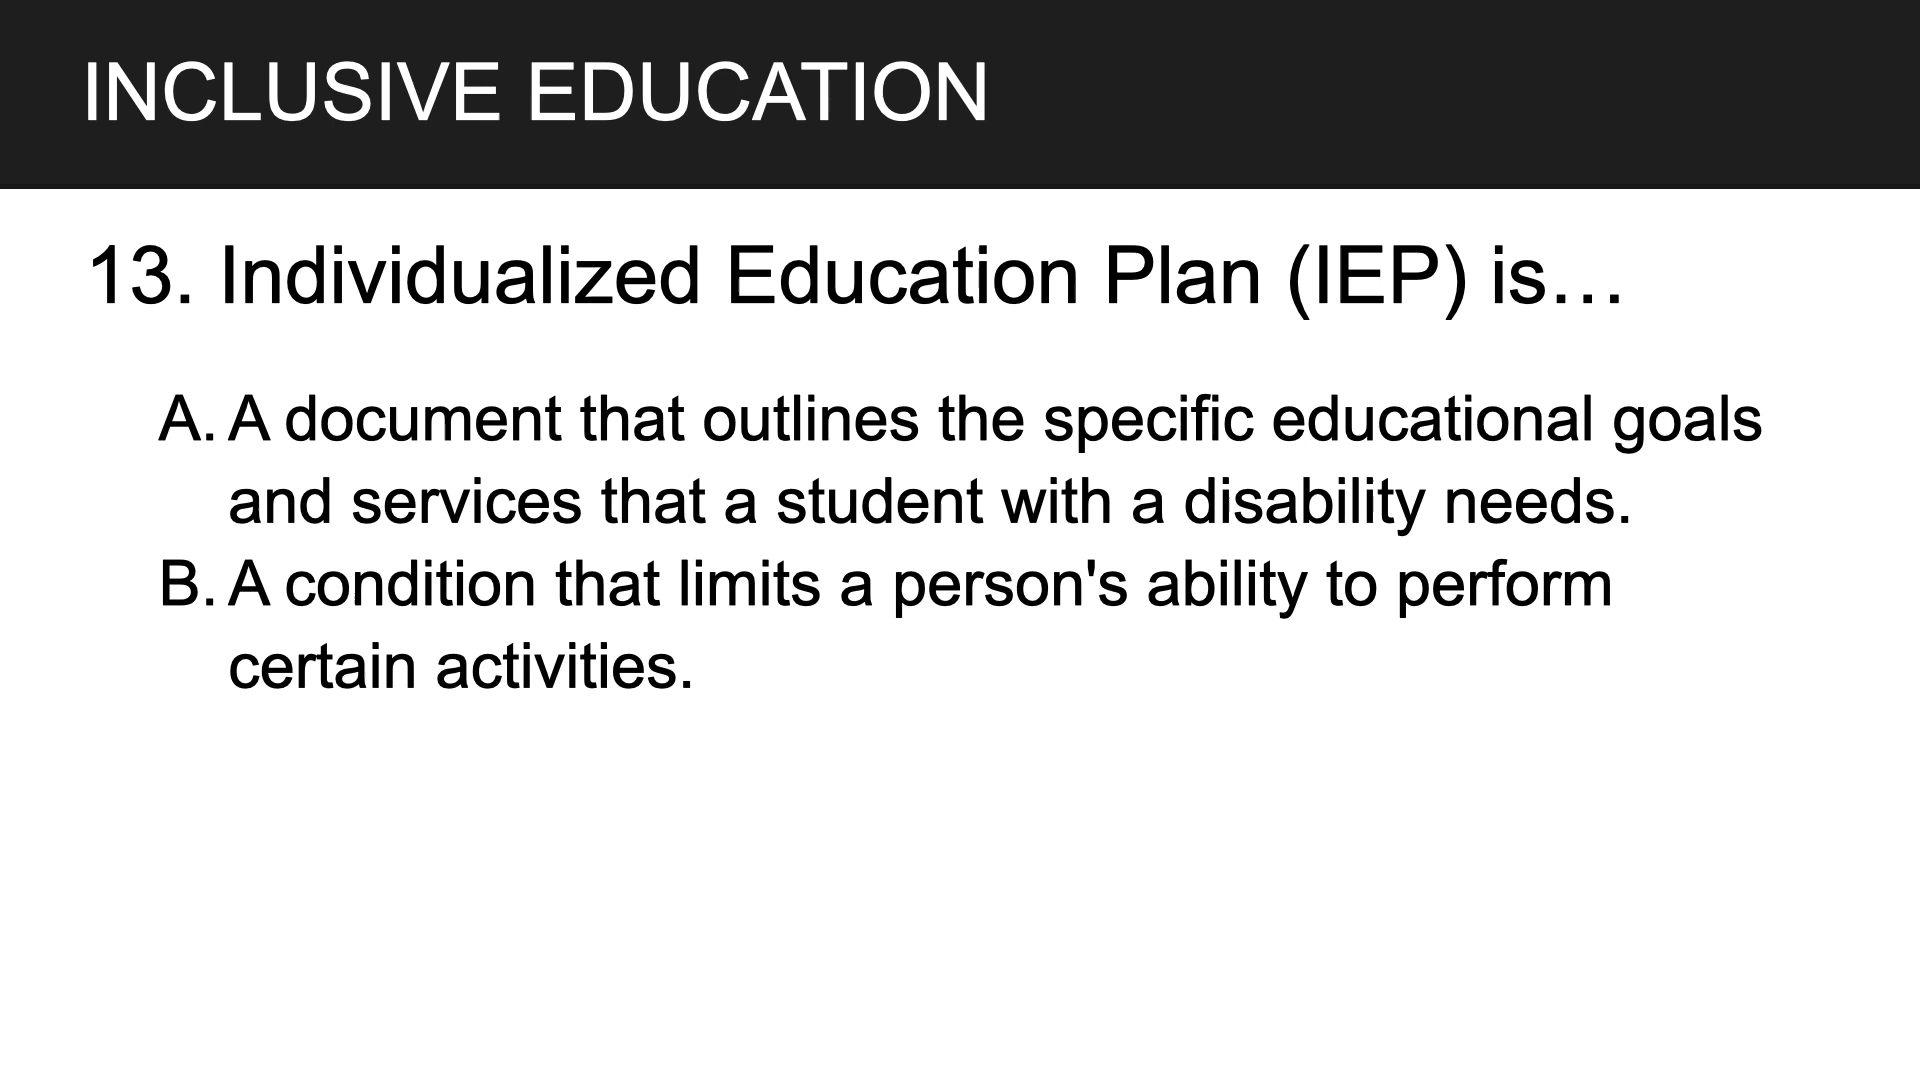 INCLUSIVE EDUCATION
13. Individualized Education Plan (IEP) is…
A. A document that outlines the specific educational goals
and services that a student with a disability needs.
B. A condition that limits a person's ability to perform
certain activities.